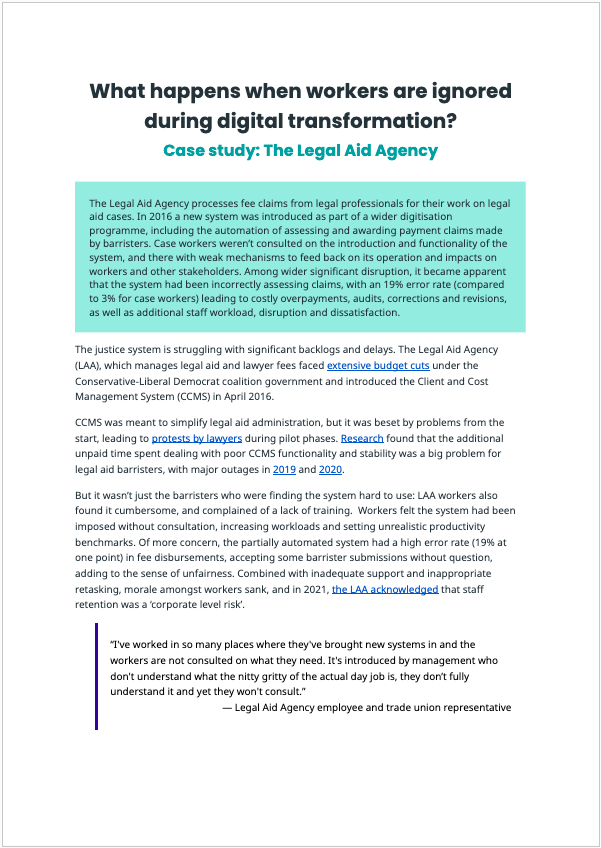 What happens when workers are ignored
during digital transformation?
Case study: The Legal Aid Agency
The Legal Aid Agency processes fee claims from legal professionals for their work on legal
aid cases. In 2016 a new system was introduced as part of a wider digitisation
programme, including the automation of assessing and awarding payment claims made
by barristers. Case workers weren’t consulted on the introduction and functionality of the
system, and there with weak mechanisms to feed back on its operation and impacts on
workers and other stakeholders. Among wider significant disruption, it became apparent
that the system had been incorrectly assessing claims, with an 19% error rate (compared
to 3% for case workers) leading to costly overpayments, audits, corrections and revisions,
as well as additional staff workload, disruption and dissatisfaction.
The justice system is struggling with significant backlogs and delays. The Legal Aid Agency
(LAA), which manages legal aid and lawyer fees faced extensive budget cuts under the
Conservative-Liberal Democrat coalition government and introduced the Client and Cost
Management System (CCMS) in April 2016.
CCMS was meant to simplify legal aid administration, but it was beset by problems from the
start, leading to protests by lawyers during pilot phases. Research found that the additional
unpaid time spent dealing with poor CCMS functionality and stability was a big problem for
legal aid barristers, with major outages in 2019 and 2020.
But it wasn’t just the barristers who were finding the system hard to use: LAA workers also
found it cumbersome, and complained of a lack of training.  Workers felt the system had been
imposed without consultation, increasing workloads and setting unrealistic productivity
benchmarks. Of more concern, the partially automated system had a high error rate (19% at
one point) in fee disbursements, accepting some barrister submissions without question,
adding to the sense of unfairness. Combined with inadequate support and inappropriate
retasking, morale amongst workers sank, and in 2021, the LAA acknowledged that staff
retention was a ‘corporate level risk’.
“I’ve worked in so many places where they've brought new systems in and the
workers are not consulted on what they need. It's introduced by management who
don't understand what the nitty gritty of the actual day job is, they don’t fully
understand it and yet they won't consult.”
— Legal Aid Agency employee and trade union representative